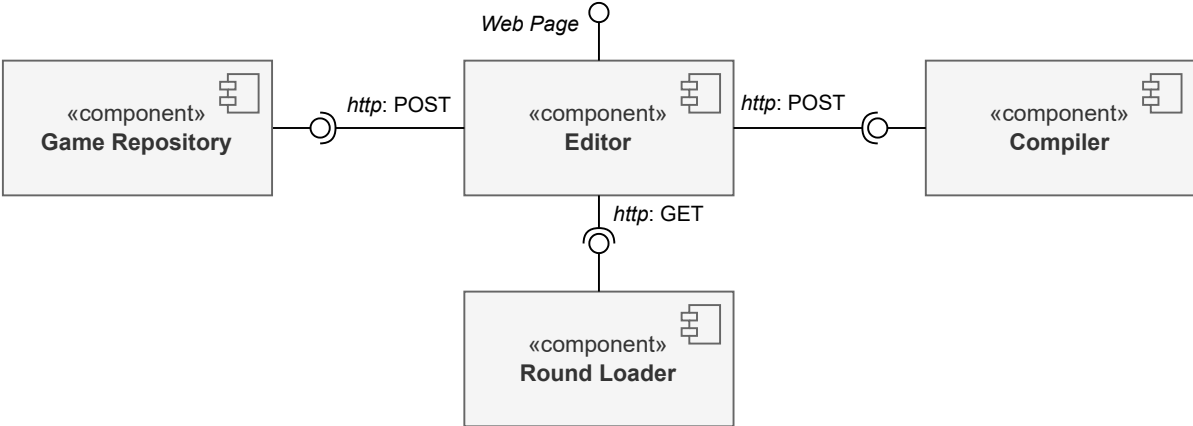 Web Page
«component»
Game Repository
http: POST
«component»
Editor
http: POST
«component»
Compiler
http: GET
«component»
Round Loader